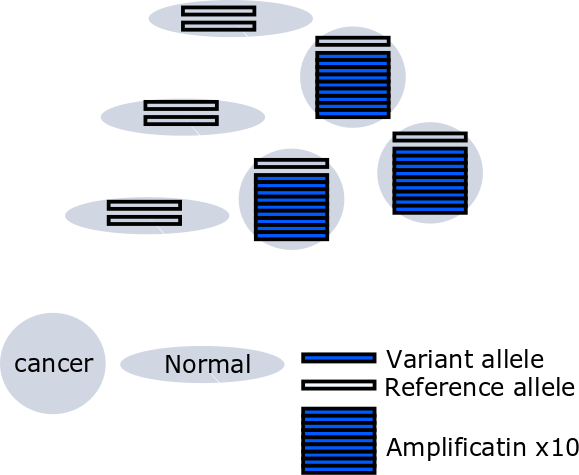 cancer
Normal
Variant allele
Reference allele
Amplificatin x10